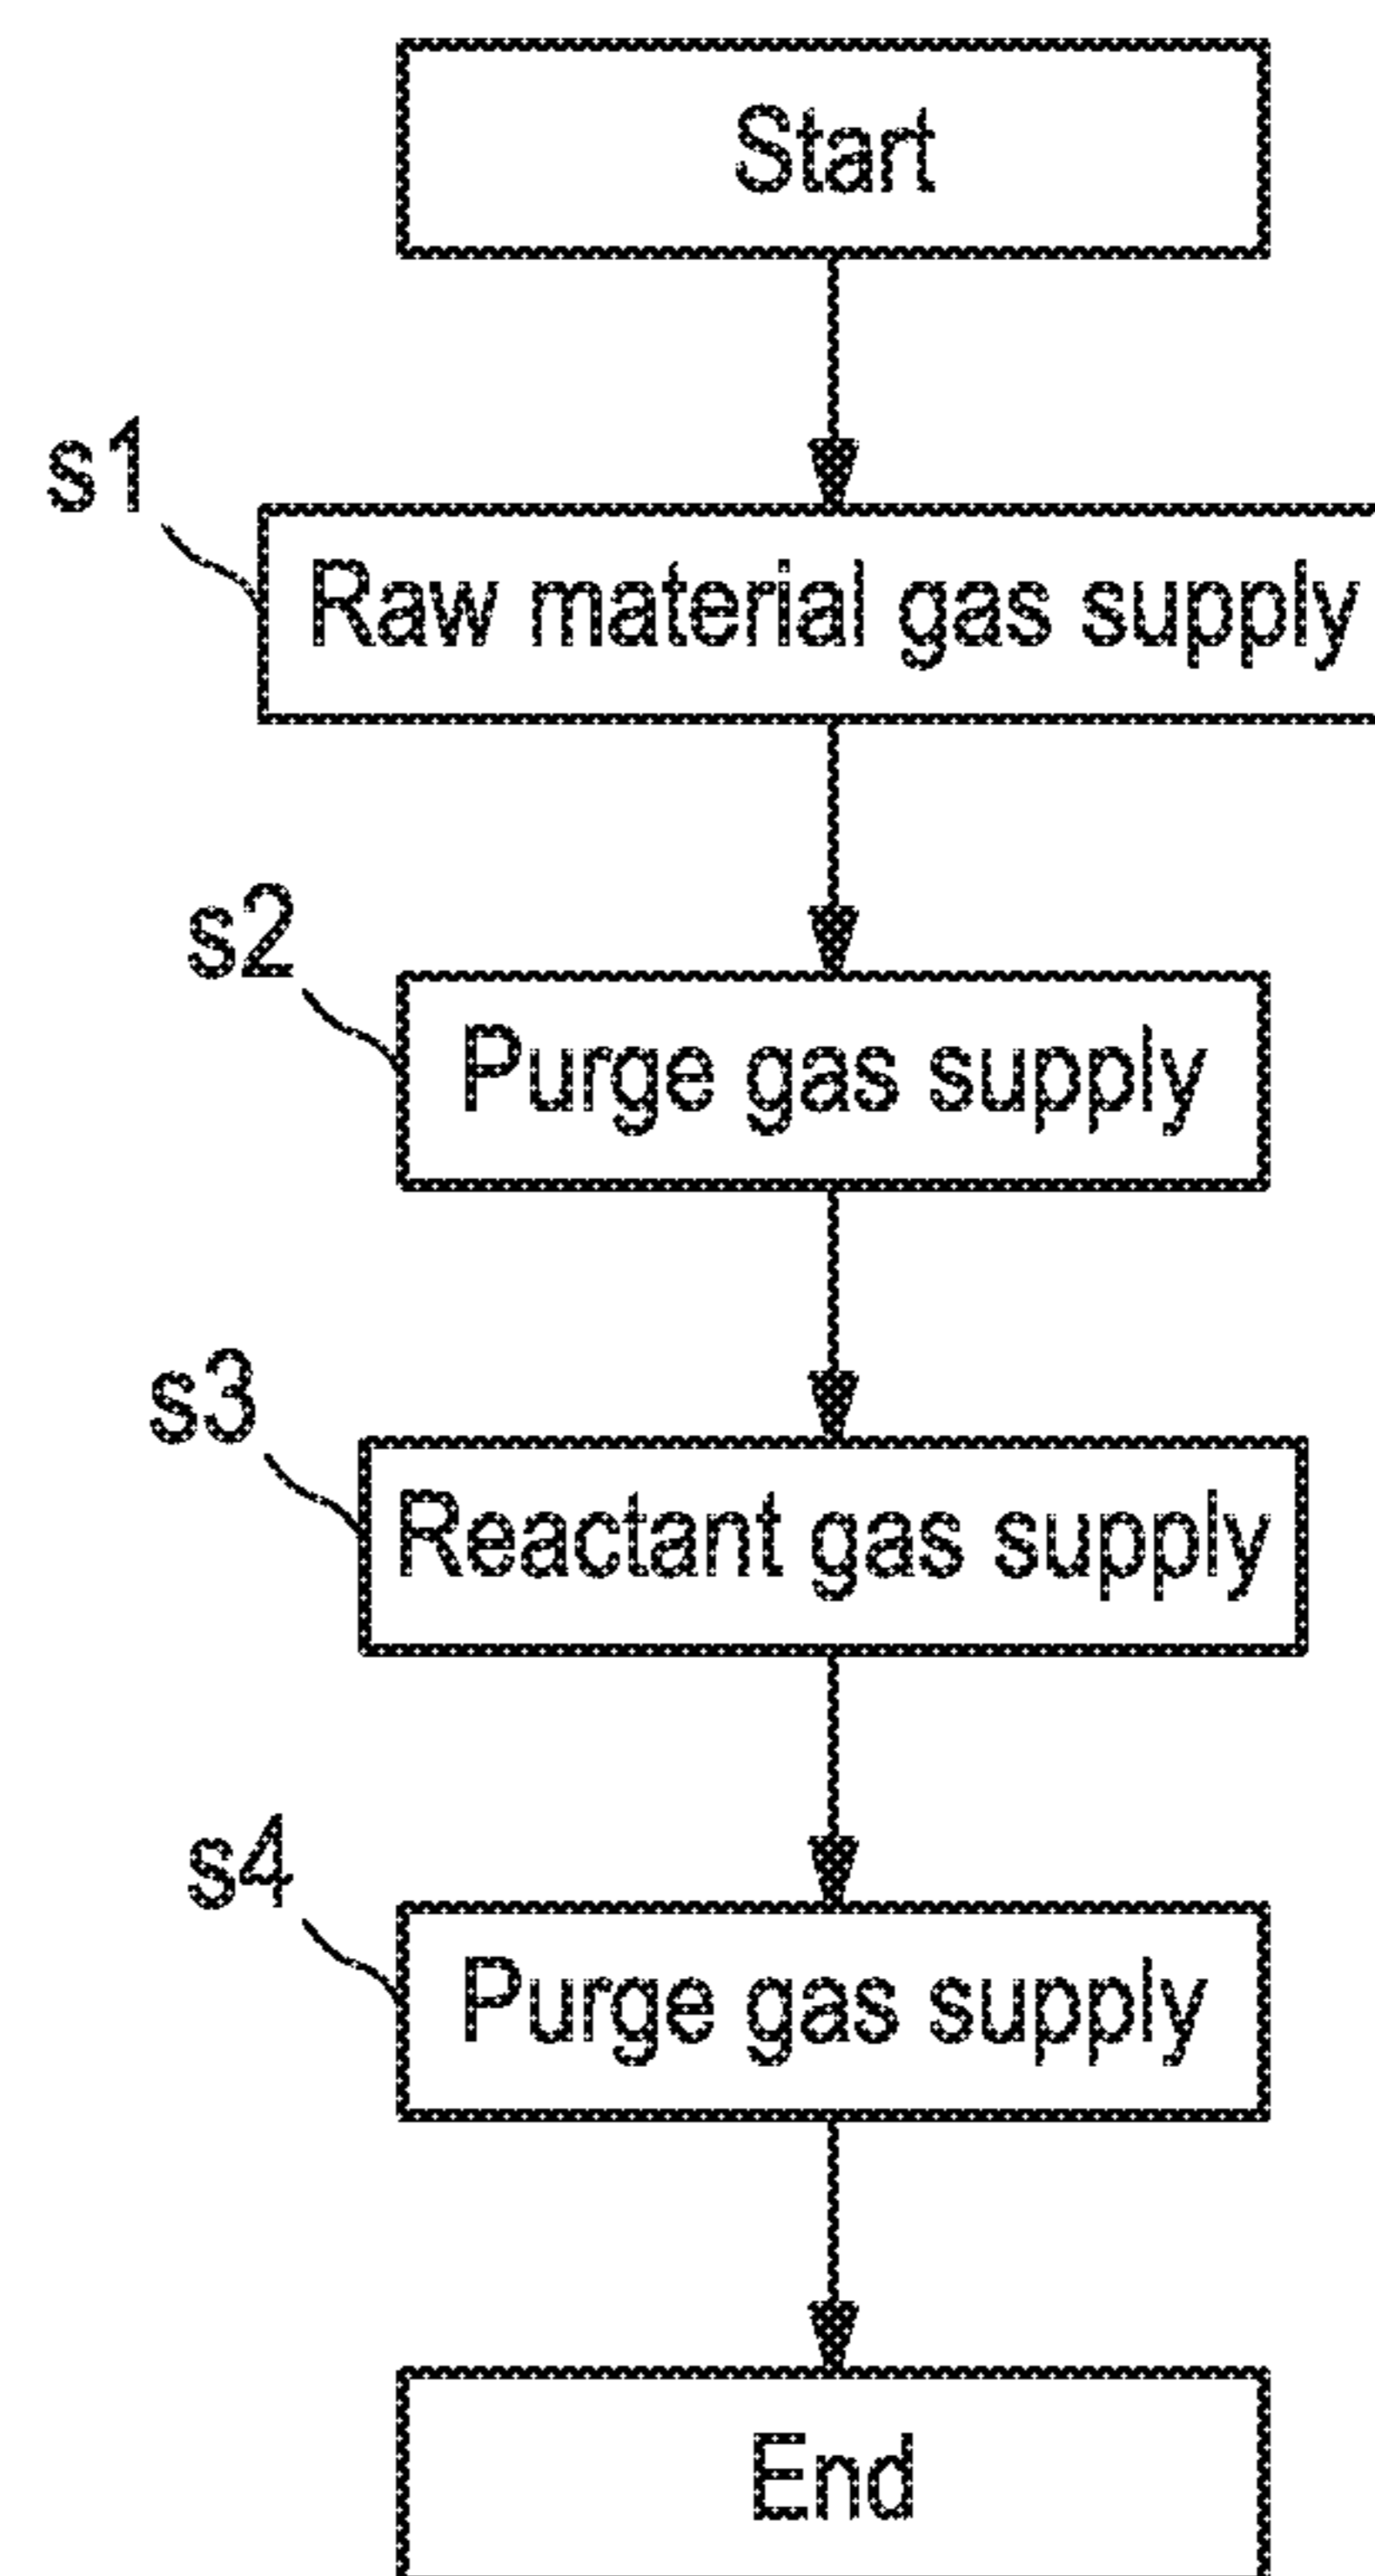 Start
s1
Raw material gas supply
s2
Purge gas supply
s3
Reactant gas supply
s4
Purge gas supply
End